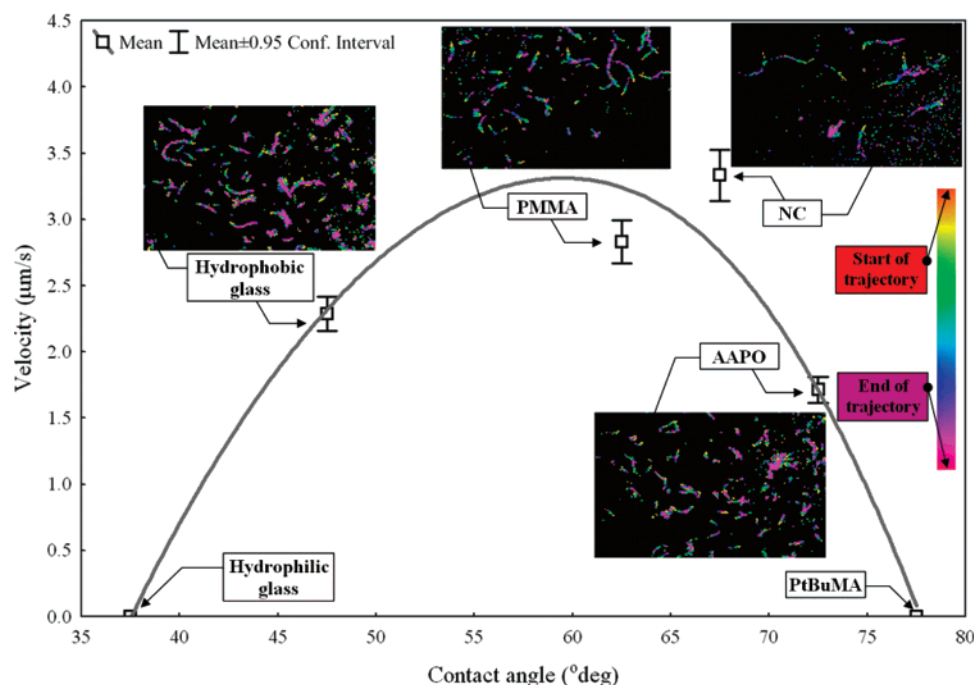 Mean
Mean±0.95 Conf. Interval
4.5
4.0
3.5
3.0
2.5
2.0
1.5
1.0
0.5
0.0
Velocity (μm/s)
Hydrophobic
glass
PMMA
NC
Start of
trajectory
AAPO
End of
trajectory
Hydrophilic
glass
PtBuMA
35 40 45 50 55 60 65 70 75 80
Contact angle (°deg)